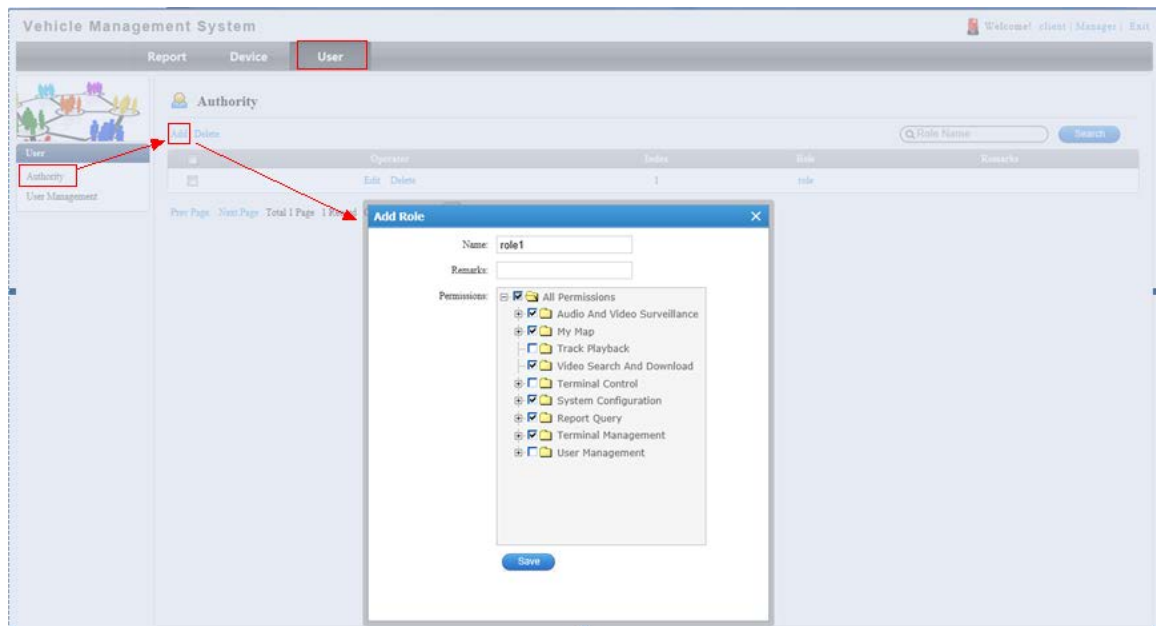 Vehicle Management System
Welcome! client | Manager | Exit
Report Device User
Authority
Add Delete
Role Name Search
User
Operator Index Role Remarks
Authority
Edit Delete 1 role
User Management
Prev Page Next Page Total 1 Page 1 Record
Add Role
Name: role1
Remarks:
Permissions: All Permissions
Audio And Video Surveillance
My Map
Track Playback
Video Search And Download
Terminal Control
System Configuration
Report Query
Terminal Management
User Management
Save